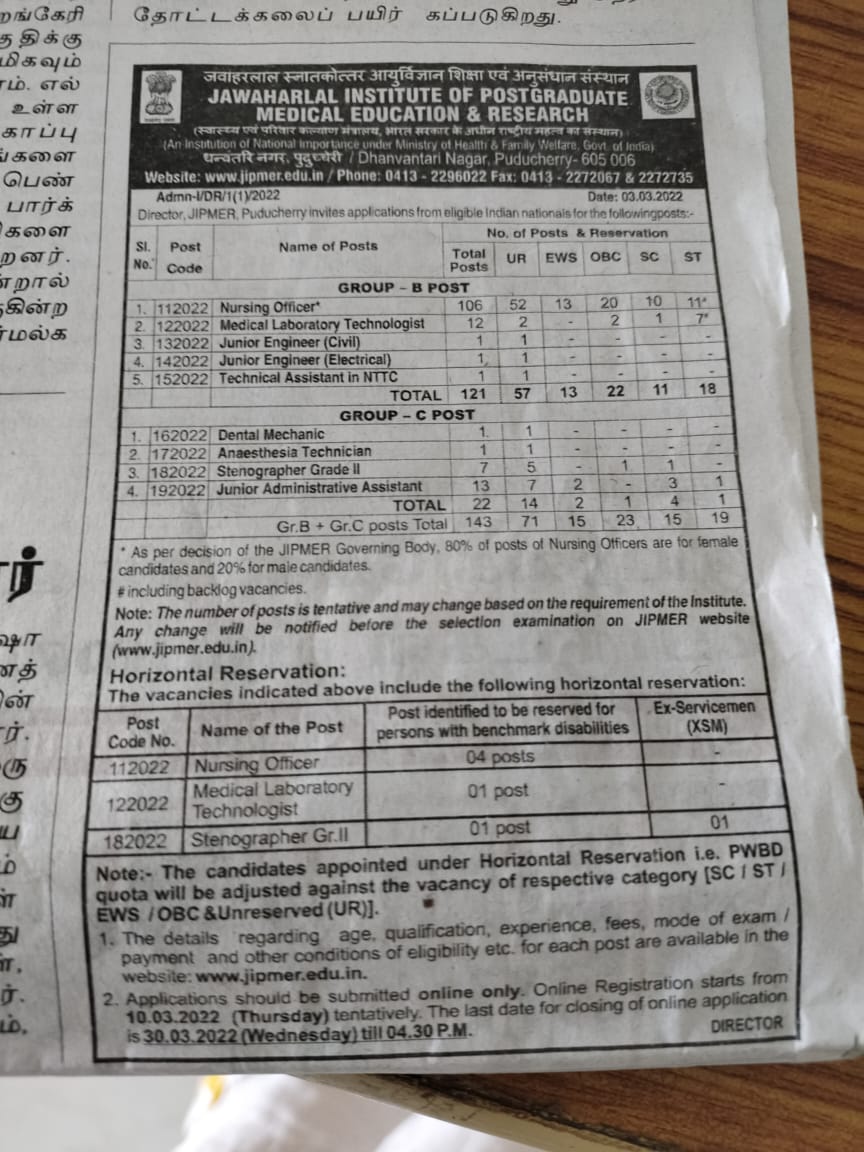 தோட்டக்கலைப் பயிர் கப்படுகிறது.
றங்கேரி
குதிக்கு
மிகவும்
ரம். எல்
உள்ள
காப்பு
ங்களை
பெண்
பார்க்
களை
றனர்.
ன்றால்
கின்ற
ர்மல்க
जवाहरलाल स्नातकोत्तर आयुर्विज्ञान शिक्षा एवं अनुसंधान संस्थान
JAWAHARLAL INSTITUTE OF POSTGRADUATE
MEDICAL EDUCATION & RESEARCH
(स्वास्थ्य एवं परिवार कल्याण मंत्रालय, भारत सरकार के अधीन राष्ट्रीय महत्व का संस्थान)
(An Institution of National Importance under Ministry of Health & Family Welfare, Govt. of India)
धन्वंतरि नगर, पुदुच्चेरी / Dhanvantari Nagar, Puducherry- 605 006
Website: www.jipmer.edu.in / Phone: 0413 - 2296022 Fax: 0413 - 2272067 & 2272735
Admn-I/DR/1(1)/2022 Date: 03.03.2022
Director, JIPMER, Puducherry invites applications from eligible Indian nationals for the followingposts:-
Sl. No. Post Code Name of Posts No. of Posts & Reservation
Total Posts UR EWS OBC SC ST
GROUP – B POST
1. 112022 Nursing Officer* 106 52 13 20 10 11#
2. 122022 Medical Laboratory Technologist 12 2 - 2 1 7#
3. 132022 Junior Engineer (Civil) 1 1 - - - -
4. 142022 Junior Engineer (Electrical) 1 1 - - - -
5. 152022 Technical Assistant in NTTC 1 1 - - - -
TOTAL 121 57 13 22 11 18
GROUP – C POST
1. 162022 Dental Mechanic 1 1 - - - -
2. 172022 Anaesthesia Technician 1 1 - - - -
3. 182022 Stenographer Grade II 7 5 - 1 1 -
4. 192022 Junior Administrative Assistant 13 7 2 - 3 1
TOTAL 22 14 2 1 4 1
Gr.B + Gr.C posts Total 143 71 15 23 15 19
* As per decision of the JIPMER Governing Body, 80% of posts of Nursing Officers are for female
candidates and 20% for male candidates.
# including backlog vacancies.
Note: The number of posts is tentative and may change based on the requirement of the Institute.
Any change will be notified before the selection examination on JIPMER website
(www.jipmer.edu.in).
Horizontal Reservation:
The vacancies indicated above include the following horizontal reservation:
Post Code No. Name of the Post Post identified to be reserved for persons with benchmark disabilities Ex-Servicemen (XSM)
112022 Nursing Officer 04 posts -
122022 Medical Laboratory Technologist 01 post -
182022 Stenographer Gr.II 01 post 01
Note:- The candidates appointed under Horizontal Reservation i.e. PWBD
quota will be adjusted against the vacancy of respective category [SC / ST /
EWS / OBC &Unreserved (UR)].
1. The details regarding age, qualification, experience, fees, mode of exam /
payment and other conditions of eligibility etc. for each post are available in the
website: www.jipmer.edu.in.
2. Applications should be submitted online only. Online Registration starts from
10.03.2022 (Thursday) tentatively. The last date for closing of online application
is 30.03.2022 (Wednesday) till 04.30 P.M.
DIRECTOR